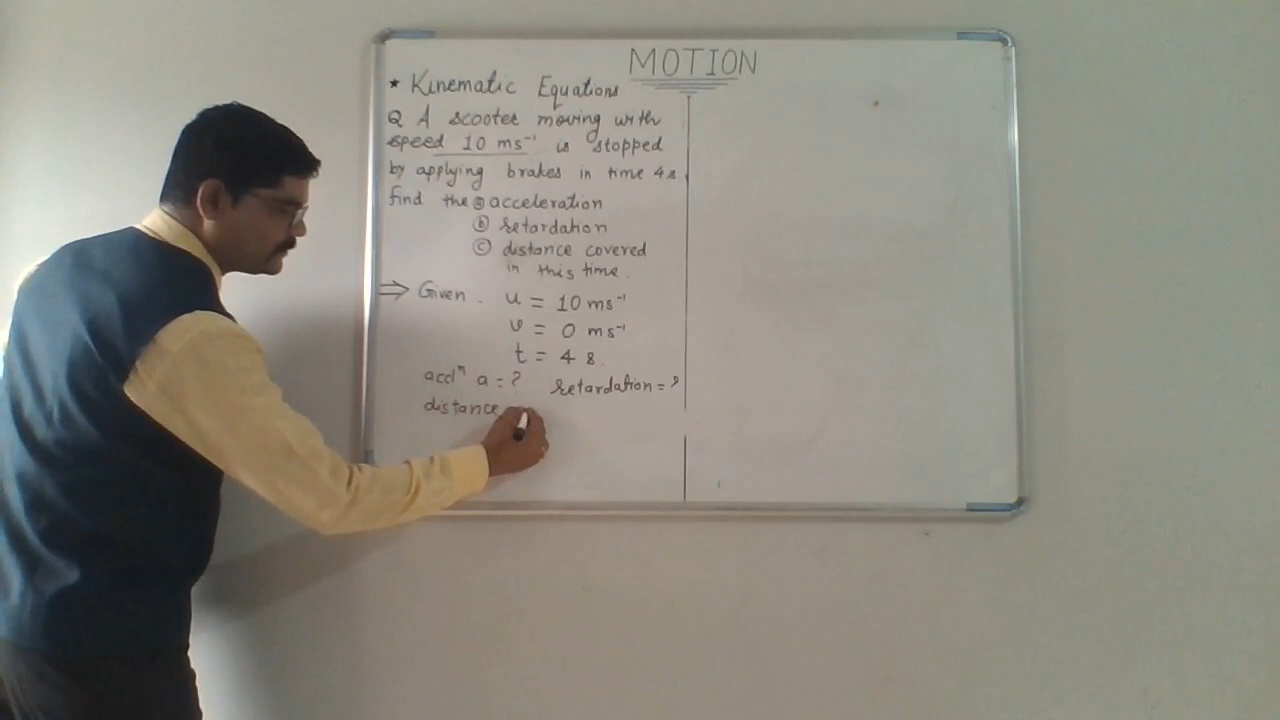 MOTION
★ Kinematic Equations
Q A scooter moving with
speed 10 ms⁻¹ is stopped
by applying brakes in time 4s.
find the ⓐ acceleration
ⓑ retardation
ⓒ distance covered
in this time.
⇒ Given. u = 10 ms⁻¹
v = 0 ms⁻¹
t = 4 s.
accⁿ a = ? retardation = ?
distance